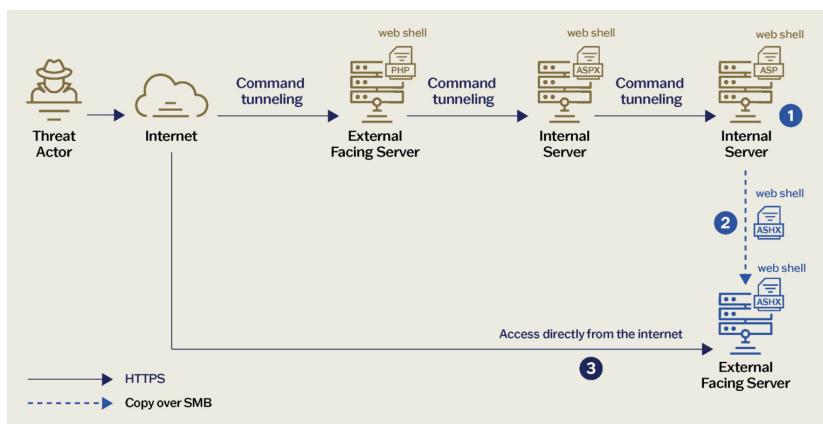 web shell
web shell
web shell
PHP
ASPX
ASP
Command
tunneling
Command
tunneling
Command
tunneling
1
Threat
Actor
Internet
External
Facing Server
Internal
Server
Internal
Server
web shell
2
ASHX
web shell
ASHX
Access directly from the internet
3
External
Facing Server
HTTPS
Copy over SMB